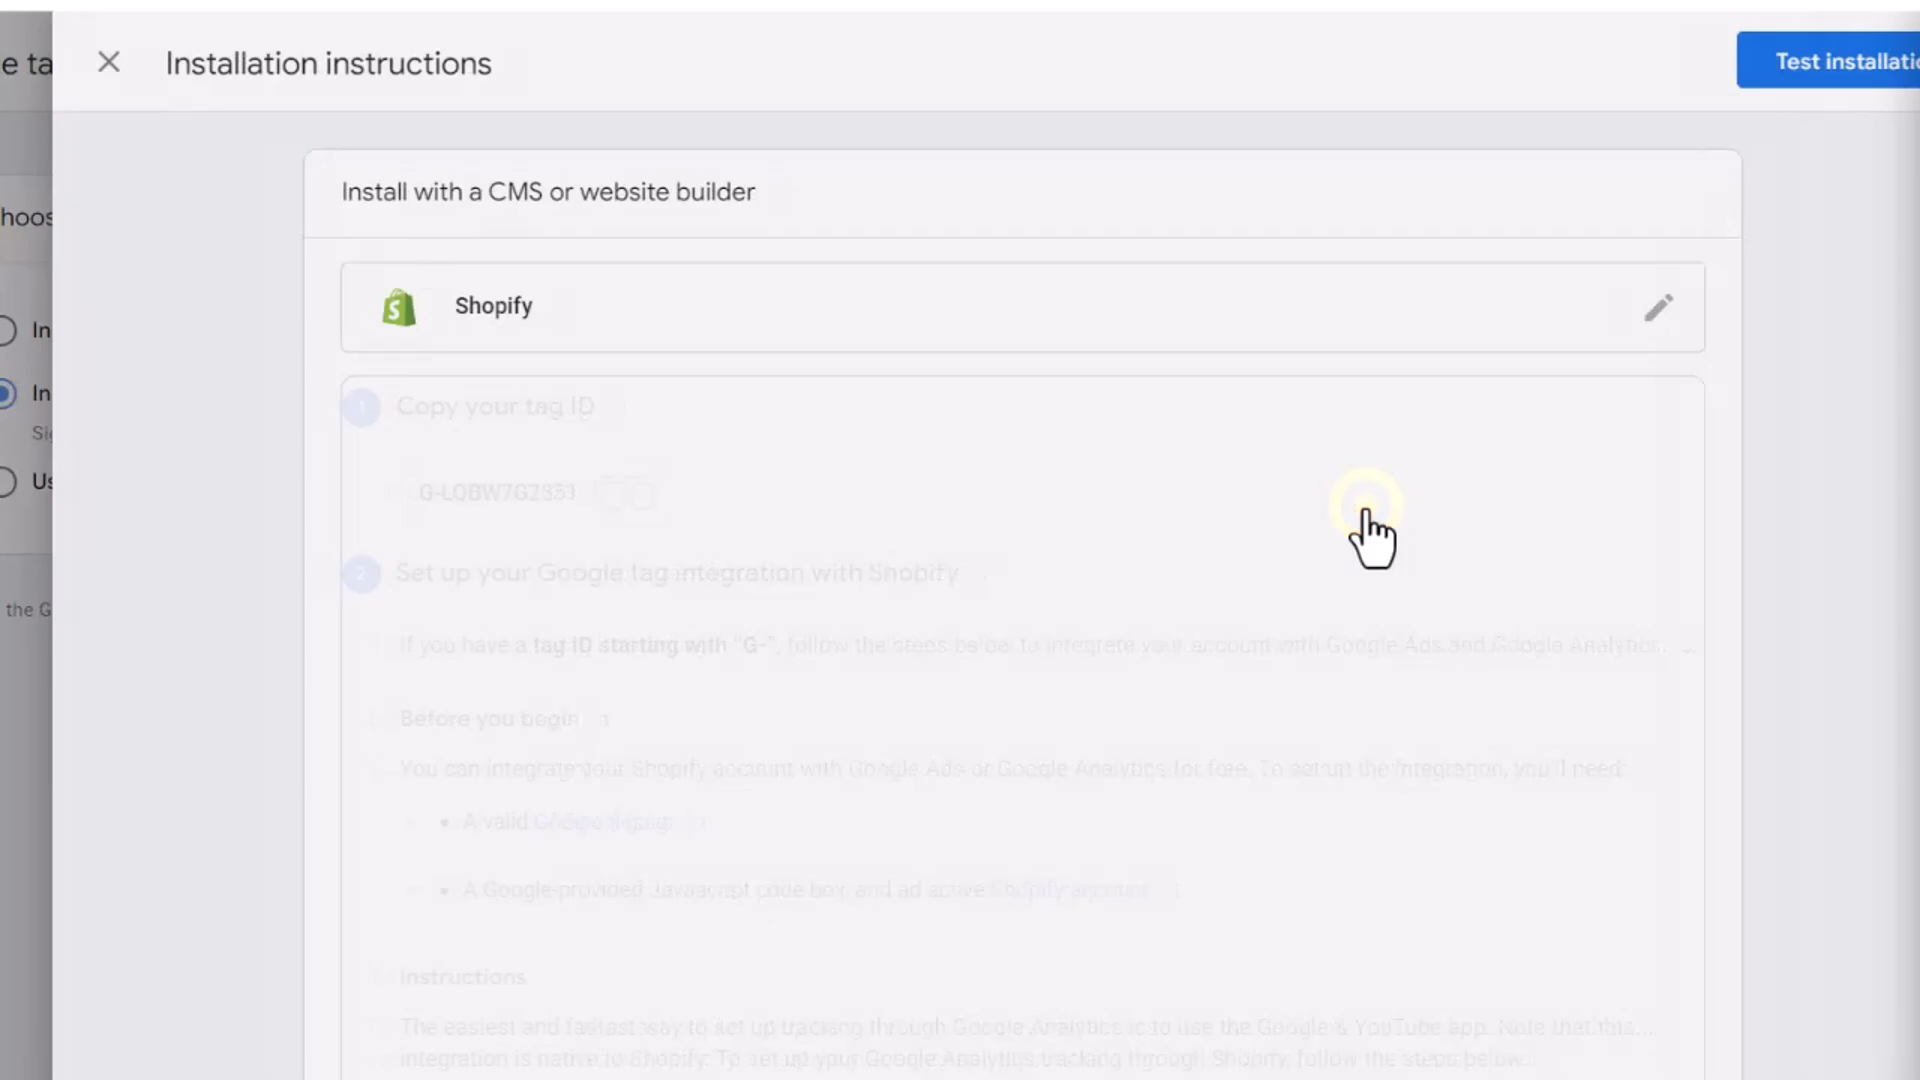 e ta
Installation instructions
Test installatio
Install with a CMS or website builder
hoos
Shopify
In
In
Sig
Us
the G
1 Copy your tag ID
2 Set up your Google tag integration with Shopify
If you have a tag ID starting with "G-", follow the steps below to integrate your account with Google Ads and Google Analytics.
Before you begin
You can integrate your Shopify account with Google Ads or Google Analytics for free. To set up the integration, you'll need:
• A valid
• A Google-provided Javascript code box, and ad active Shopify account
Instructions
The easiest and fastest way to set up tracking through Google Analytics is to use the Google & YouTube app. Note that this
integration is native to Shopify. To set up your Google Analytics tracking through Shopify, follow the steps below.